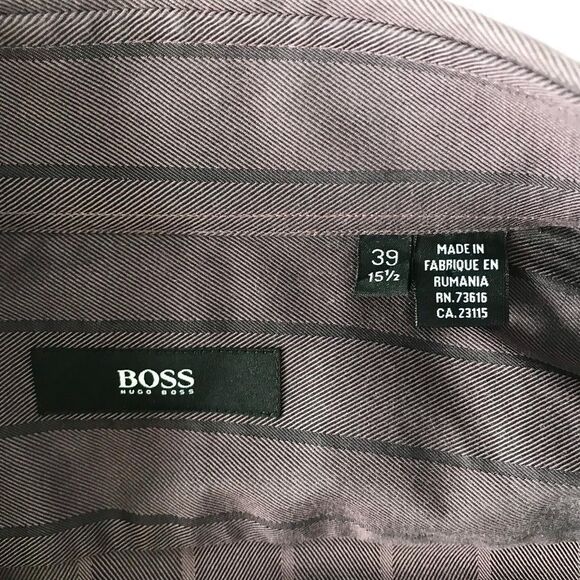 39
15½
MADE IN
FABRIQUE EN
RUMANIA
RN.73616
CA.23115
BOSS
HUGO BOSS